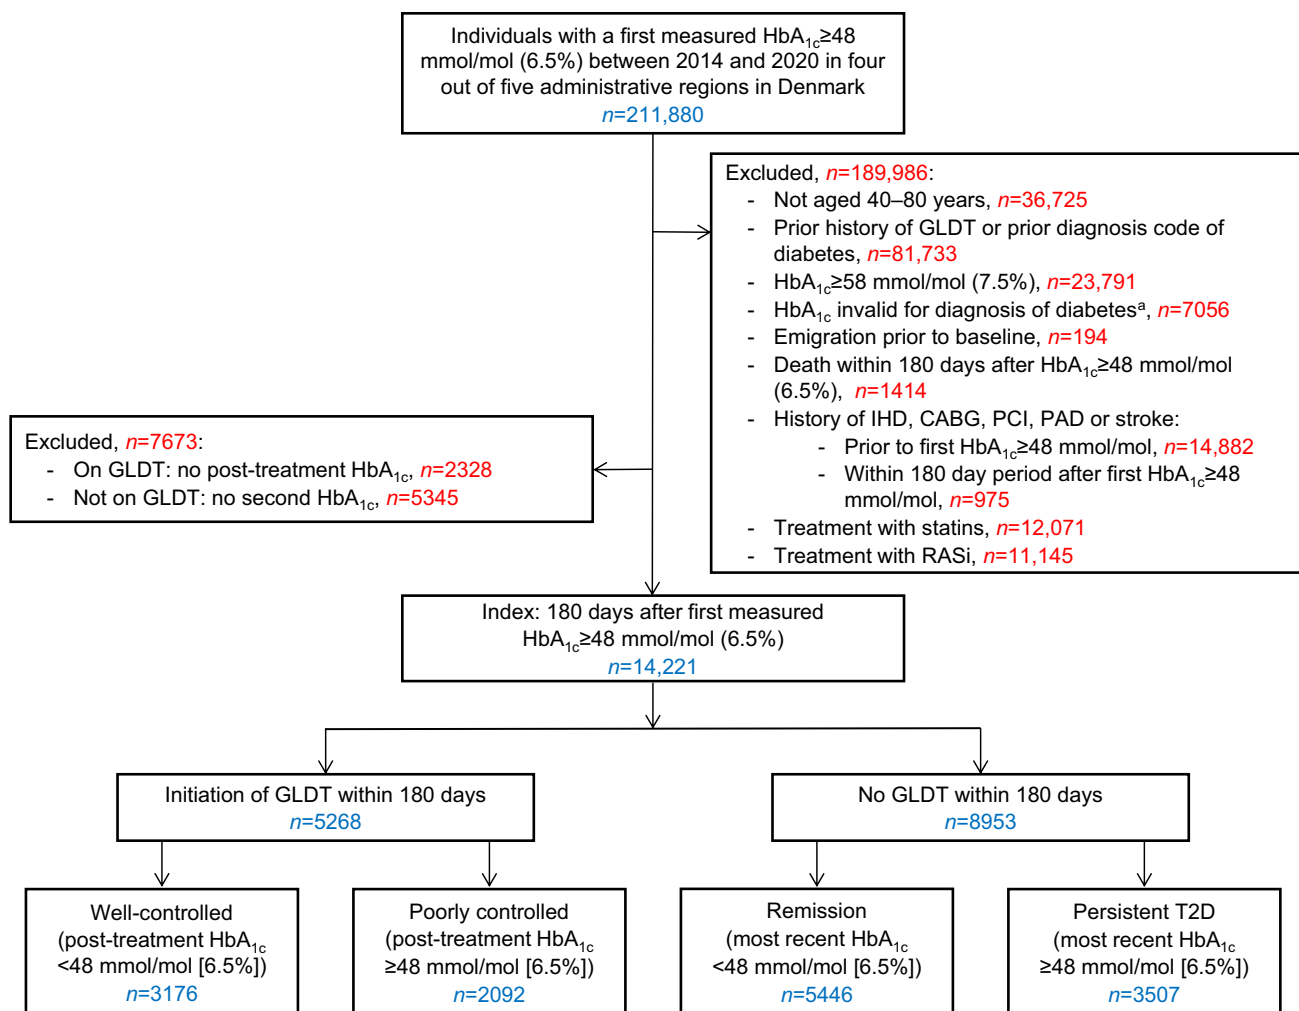 Individuals with a first measured HbA1c≥48
mmol/mol (6.5%) between 2014 and 2020 in four
out of five administrative regions in Denmark
n=211,880
Excluded, n=189,986:
- Not aged 40–80 years, n=36,725
- Prior history of GLDT or prior diagnosis code of
diabetes, n=81,733
- HbA1c≥58 mmol/mol (7.5%), n=23,791
- HbA1c invalid for diagnosis of diabetesa, n=7056
- Emigration prior to baseline, n=194
- Death within 180 days after HbA1c≥48 mmol/mol
(6.5%), n=1414
- History of IHD, CABG, PCI, PAD or stroke:
- Prior to first HbA1c≥48 mmol/mol, n=14,882
- Within 180 day period after first HbA1c≥48
mmol/mol, n=975
- Treatment with statins, n=12,071
- Treatment with RASi, n=11,145
Excluded, n=7673:
- On GLDT: no post-treatment HbA1c, n=2328
- Not on GLDT: no second HbA1c, n=5345
Index: 180 days after first measured
HbA1c≥48 mmol/mol (6.5%)
n=14,221
Initiation of GLDT within 180 days
n=5268
No GLDT within 180 days
n=8953
Well-controlled
(post-treatment HbA1c
<48 mmol/mol [6.5%])
n=3176
Poorly controlled
(post-treatment HbA1c
≥48 mmol/mol [6.5%])
n=2092
Remission
(most recent HbA1c
<48 mmol/mol [6.5%])
n=5446
Persistent T2D
(most recent HbA1c
≥48 mmol/mol [6.5%])
n=3507